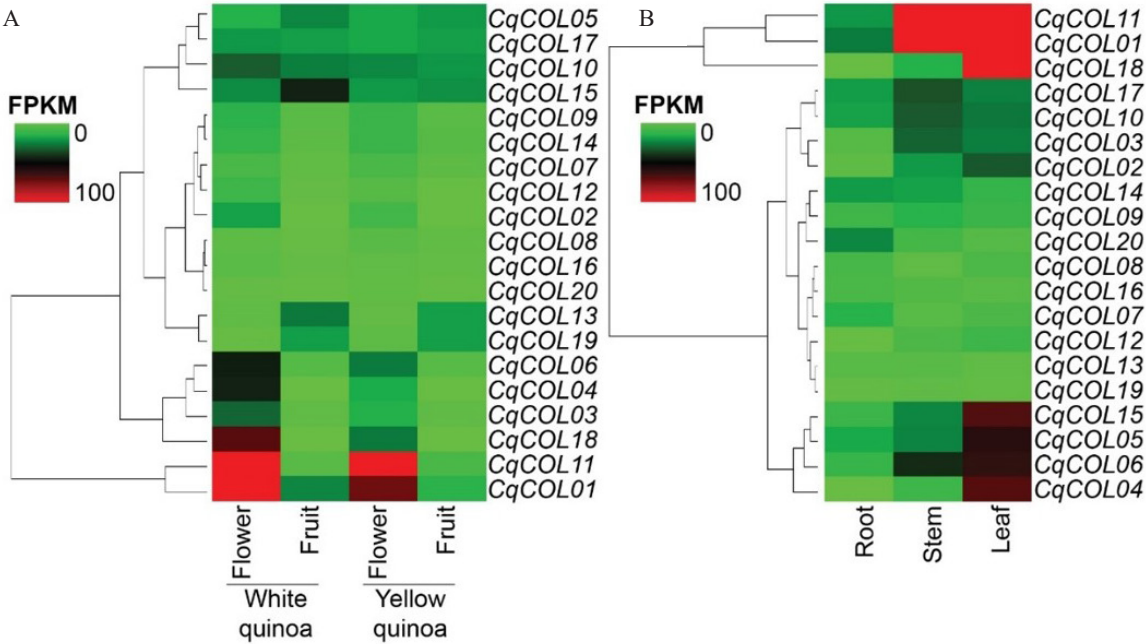 A
CqCOL05
CqCOL17
CqCOL10
CqCOL15
CqCOL09
CqCOL14
CqCOL07
CqCOL12
CqCOL02
CqCOL08
CqCOL16
CqCOL20
CqCOL13
CqCOL19
CqCOL06
CqCOL04
CqCOL03
CqCOL18
CqCOL11
CqCOL01
FPKM
0
100
Flower
Fruit
Flower
Fruit
White
quinoa
Yellow
quinoa
B
CqCOL11
CqCOL01
CqCOL18
CqCOL17
CqCOL10
CqCOL03
CqCOL02
CqCOL14
CqCOL09
CqCOL20
CqCOL08
CqCOL16
CqCOL07
CqCOL12
CqCOL13
CqCOL19
CqCOL15
CqCOL05
CqCOL06
CqCOL04
FPKM
0
100
Root
Stem
Leaf